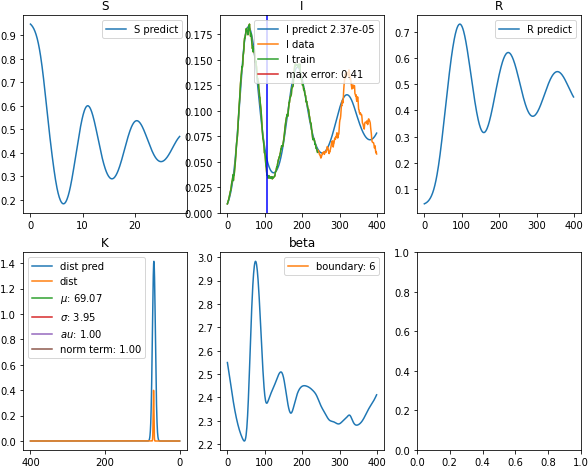 S
I
R
0.9
0.8
0.7
0.6
0.5
0.4
0.3
0.2
S predict
0 10 20
0.175
0.150
0.125
0.100
0.075
0.050
0.025
0.000
I predict 2.37e-05
I data
I train
max error: 0.41
0 100 200 300 400
0.7
0.6
0.5
0.4
0.3
0.2
0.1
R predict
0 100 200 300 400
K
beta
1.4
1.2
1.0
0.8
0.6
0.4
0.2
0.0
dist pred
dist
μ: 69.07
σ: 3.95
au: 1.00
norm term: 1.00
400 200 0
3.0
2.9
2.8
2.7
2.6
2.5
2.4
2.3
2.2
boundary: 6
0 100 200 300 400
1.0
0.8
0.6
0.4
0.2
0.0
0.0 0.2 0.4 0.6 0.8 1.0